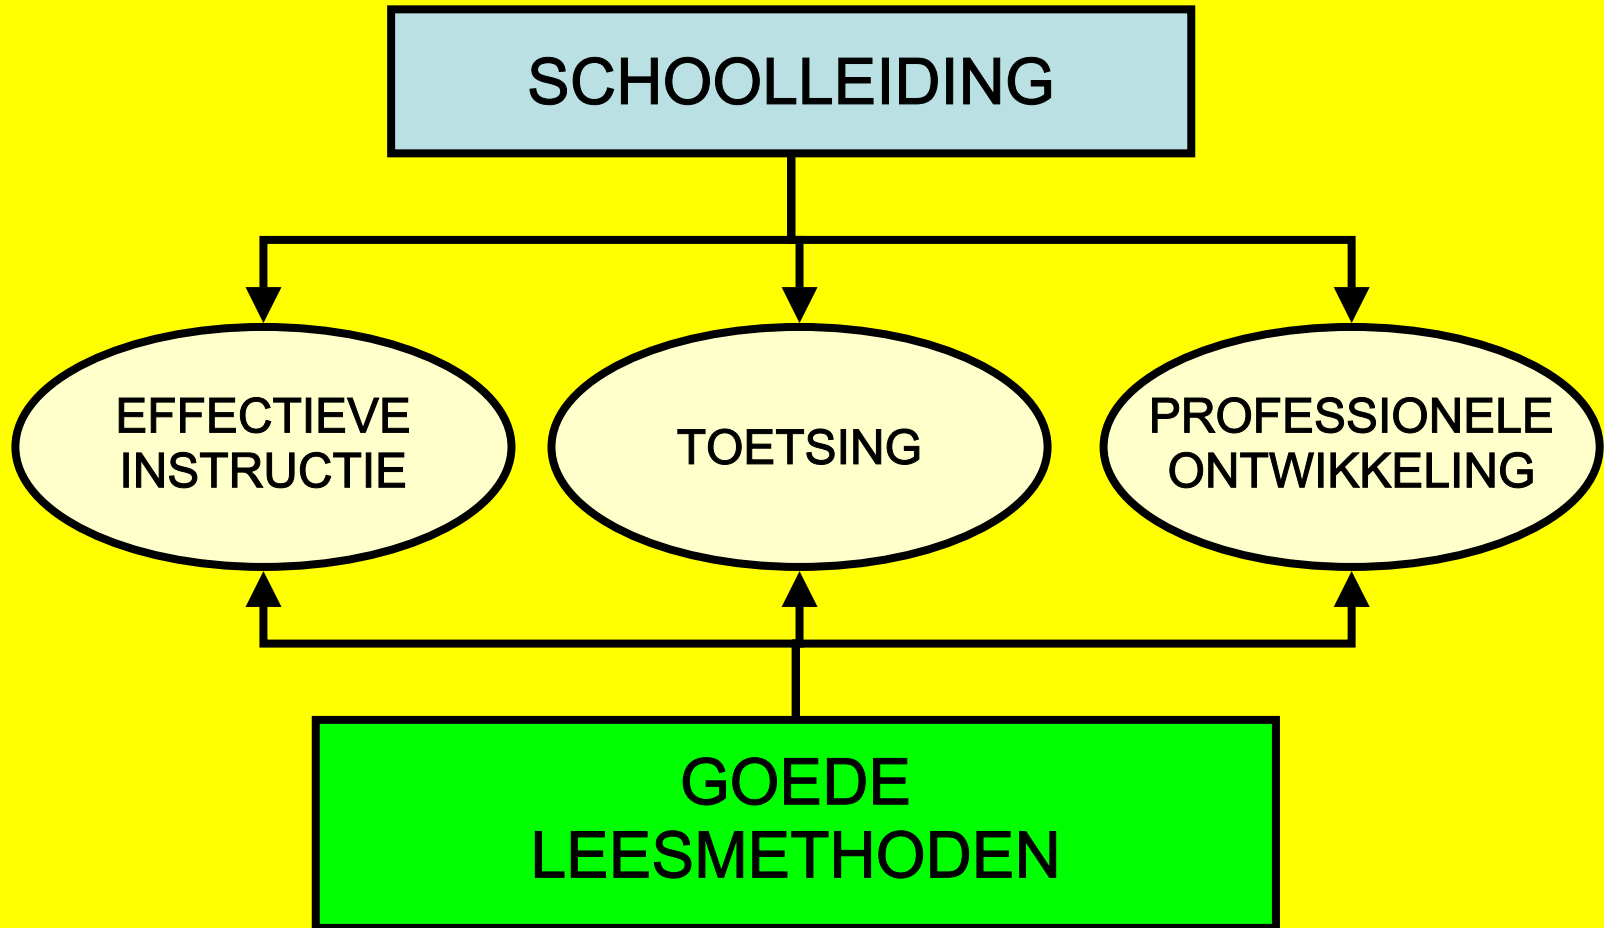 SCHOOLLEIDING
EFFECTIEVE
INSTRUCTIE
TOETSING
PROFESSIONELE
ONTWIKKELING
GOEDE
LEESMETHODEN